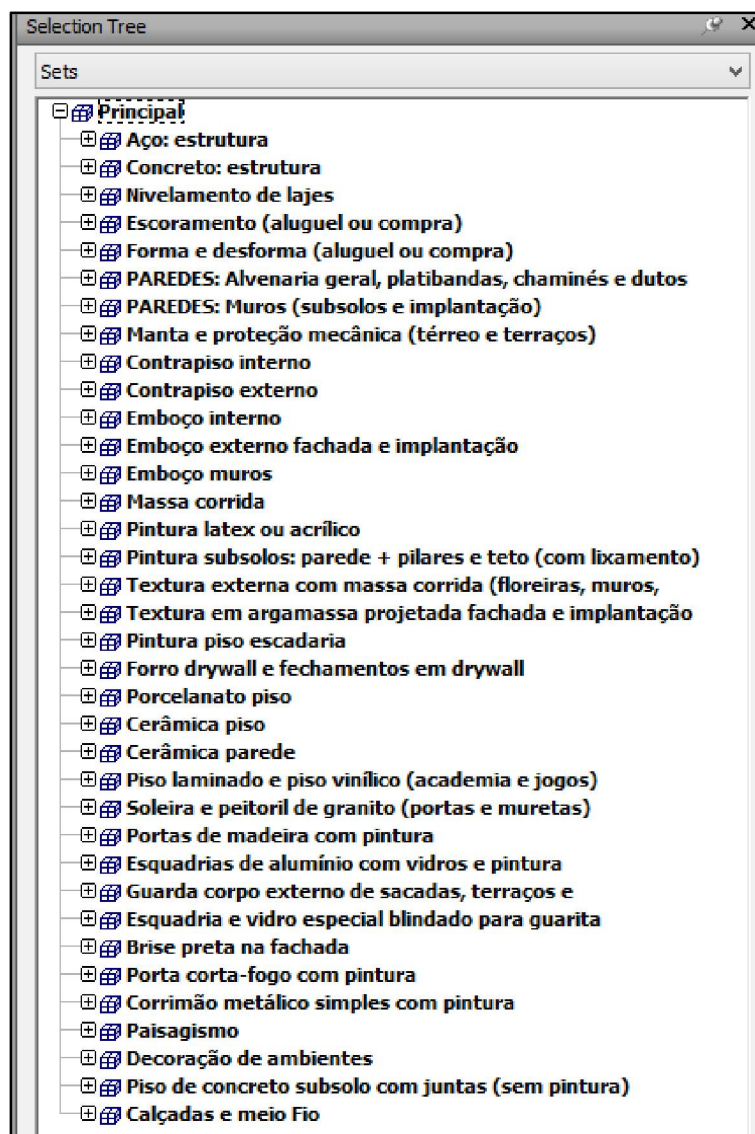 Selection Tree
Sets
Principal
Aço: estrutura
Concreto: estrutura
Nivelamento de lajes
Escoramento (aluguel ou compra)
Forma e desforma (aluguel ou compra)
PAREDES: Alvenaria geral, platibandas, chaminés e dutos
PAREDES: Muros (subsolos e implantação)
Manta e proteção mecânica (térreo e terraços)
Contrapiso interno
Contrapiso externo
Emboço interno
Emboço externo fachada e implantação
Emboço muros
Massa corrida
Pintura latex ou acrílico
Pintura subsolos: parede + pilares e teto (com lixamento)
Textura externa com massa corrida (floreiras, muros,
Textura em argamassa projetada fachada e implantação
Pintura piso escadaria
Forro drywall e fechamentos em drywall
Porcelanato piso
Cerâmica piso
Cerâmica parede
Piso laminado e piso vinílico (academia e jogos)
Soleira e peitoril de granito (portas e muretas)
Portas de madeira com pintura
Esquadrias de alumínio com vidros e pintura
Guarda corpo externo de sacadas, terraços e
Esquadria e vidro especial blindado para guarita
Brise preta na fachada
Porta corta-fogo com pintura
Corrimão metálico simples com pintura
Paisagismo
Decoração de ambientes
Piso de concreto subsolo com juntas (sem pintura)
Calçadas e meio Fio